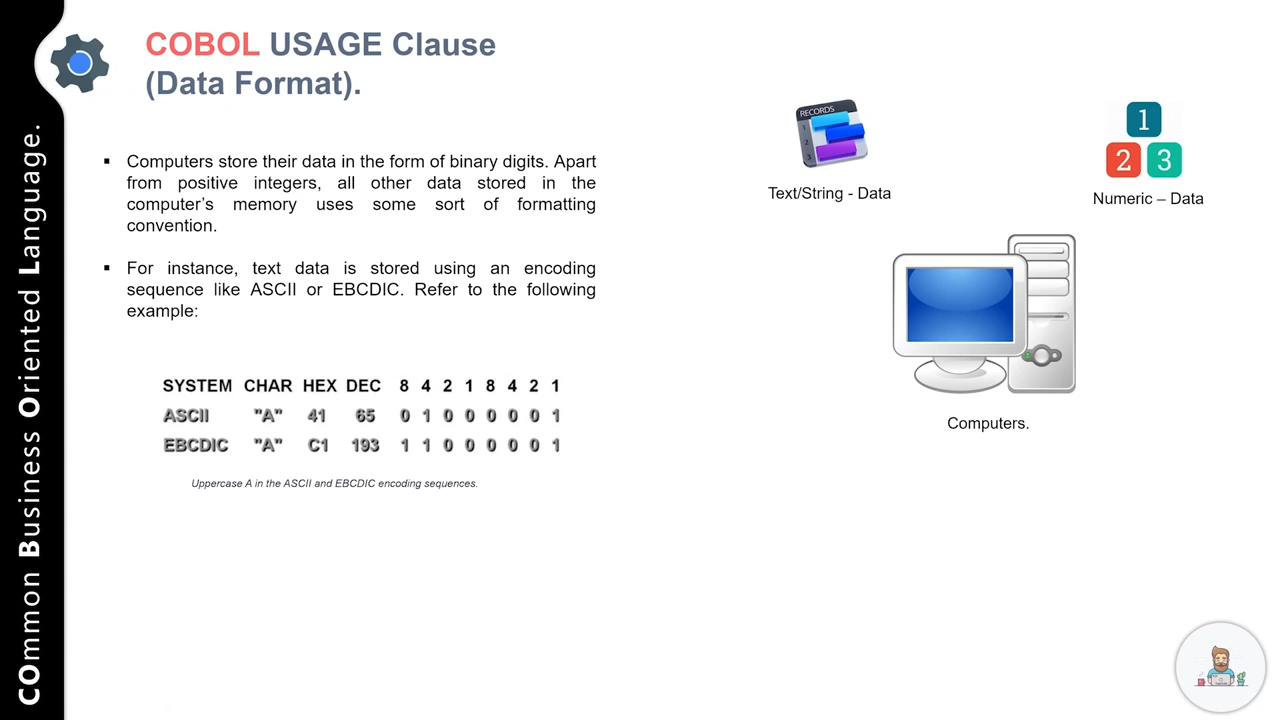 COmmon Business Oriented Language.
COBOL USAGE Clause
(Data Format).
▪ Computers store their data in the form of binary digits. Apart
from positive integers, all other data stored in the
computer's memory uses some sort of formatting
convention.
▪ For instance, text data is stored using an encoding
sequence like ASCII or EBCDIC. Refer to the following
example:
SYSTEM CHAR HEX DEC 8 4 2 1 8 4 2 1
ASCII "A" 41 65 0 1 0 0 0 0 0 1
EBCDIC "A" C1 193 1 1 0 0 0 0 0 1
Uppercase A in the ASCII and EBCDIC encoding sequences.
RECORDS
1
2
3
Text/String - Data
1
2 3
Numeric – Data
Computers.